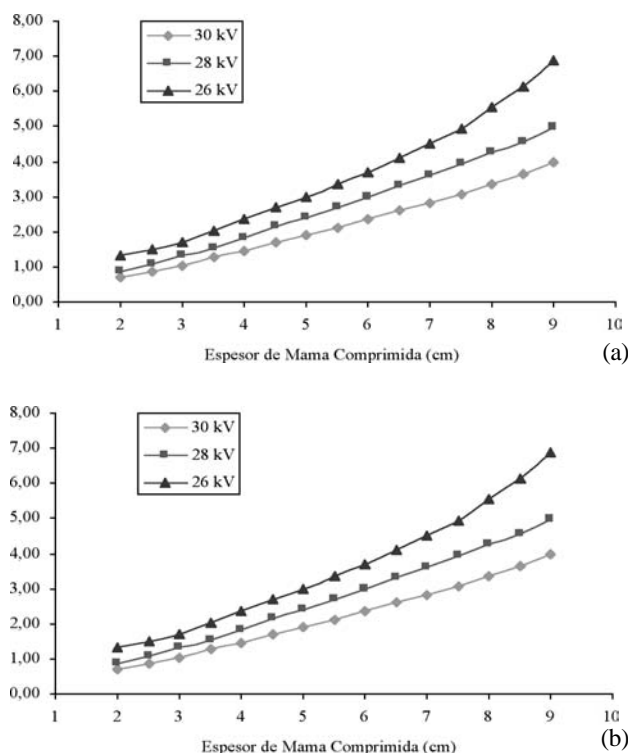 8,00
7,00
6,00
5,00
4,00
3,00
2,00
1,00
0,00
30 kV
28 kV
26 kV
1 2 3 4 5 6 7 8 9 10
Espesor de Mama Comprimida (cm)
(a)
8,00
7,00
6,00
5,00
4,00
3,00
2,00
1,00
0,00
30 kV
28 kV
26 kV
1 2 3 4 5 6 7 8 9 10
Espesor de Mama Comprimida (cm)
(b)